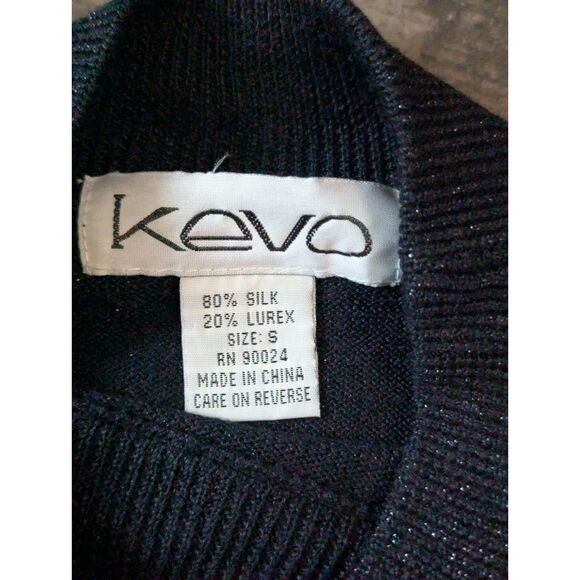 Kevo
80% SILK
20% LUREX
SIZE: S
RN 90024
MADE IN CHINA
CARE ON REVERSE